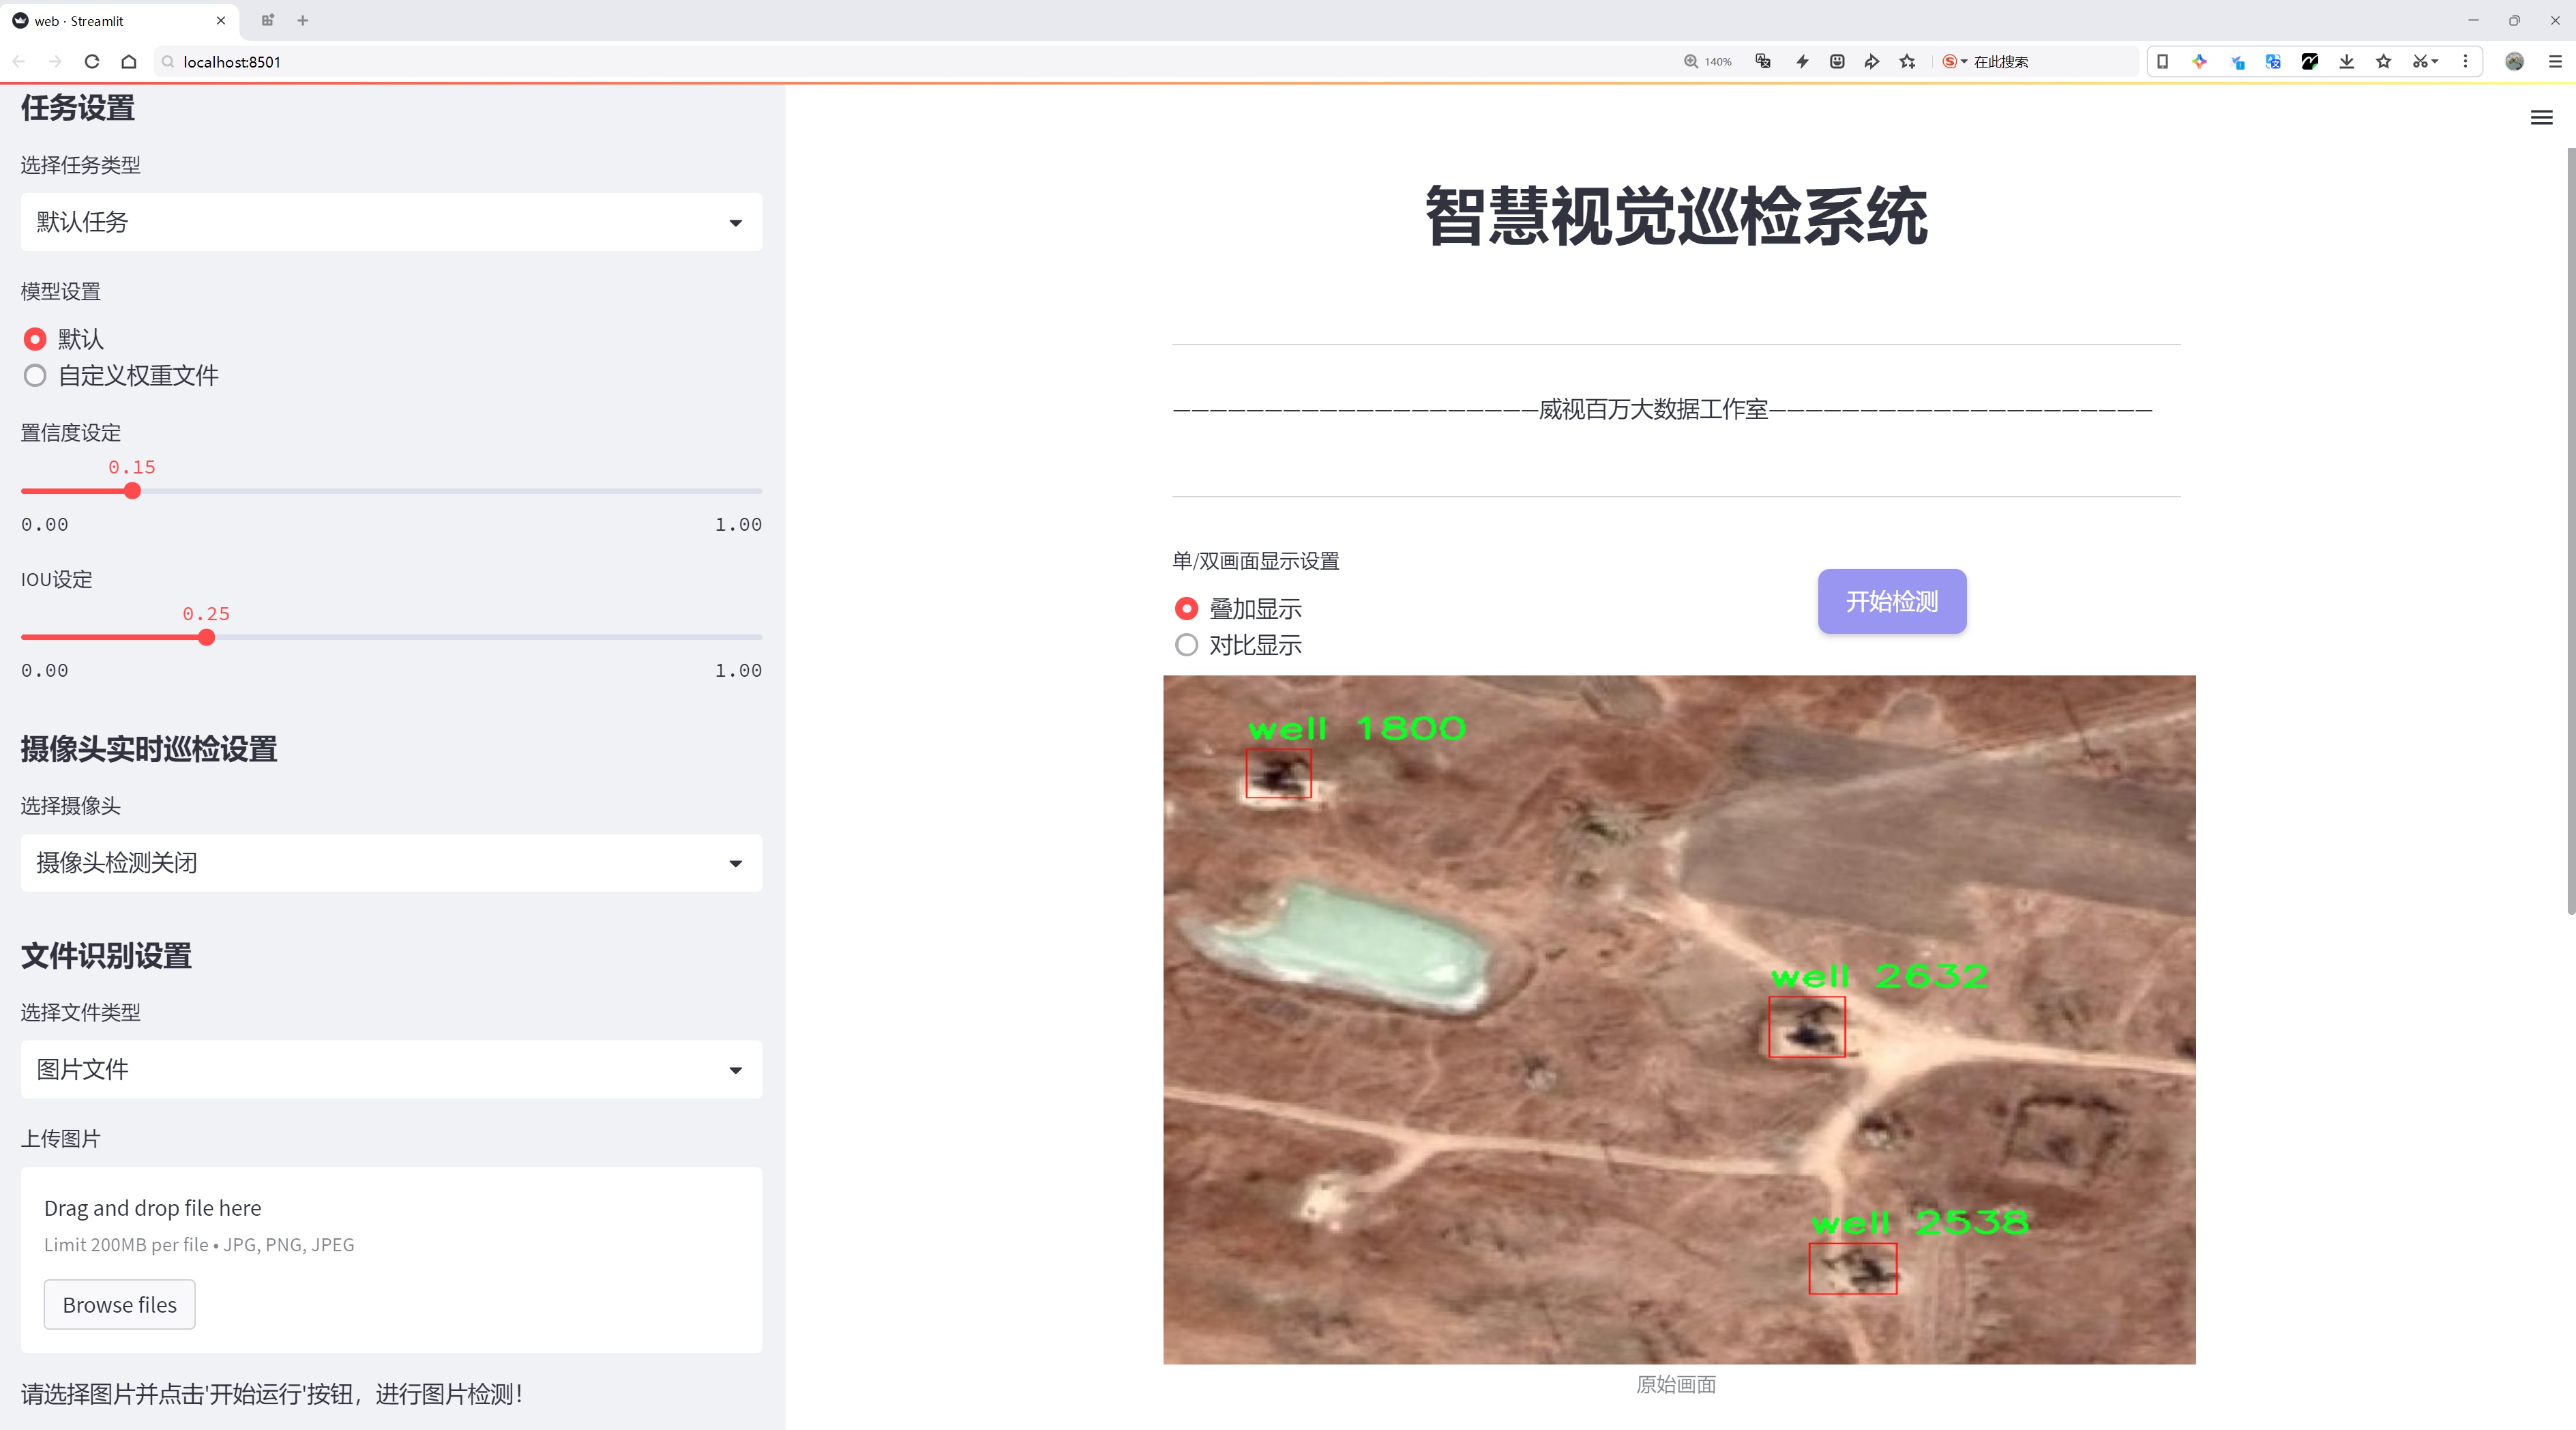 web · Streamlit
localhost:8501
140%
在此搜索
任务设置
选择任务类型
默认任务
模型设置
默认
自定义权重文件
置信度设定
0.15
0.00
1.00
IOU设定
0.25
0.00
1.00
摄像头实时巡检设置
选择摄像头
摄像头检测关闭
文件识别设置
选择文件类型
图片文件
上传图片
Drag and drop file here
Limit 200MB per file • JPG, PNG, JPEG
Browse files
请选择图片并点击'开始运行'按钮，进行图片检测！
智慧视觉巡检系统
————————————————————威视百万大数据工作室—————————————————————
单/双画面显示设置
叠加显示
对比显示
开始检测
well 1800
well 2632
well 2538
原始画面